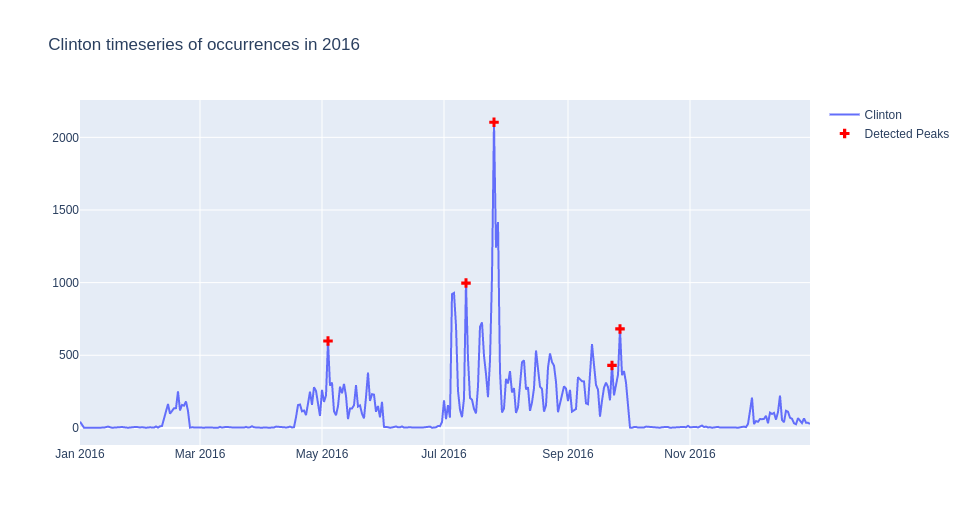 Clinton timeseries of occurrences in 2016
Clinton
Detected Peaks
2000
1500
1000
500
0
Jan 2016
Mar 2016
May 2016
Jul 2016
Sep 2016
Nov 2016